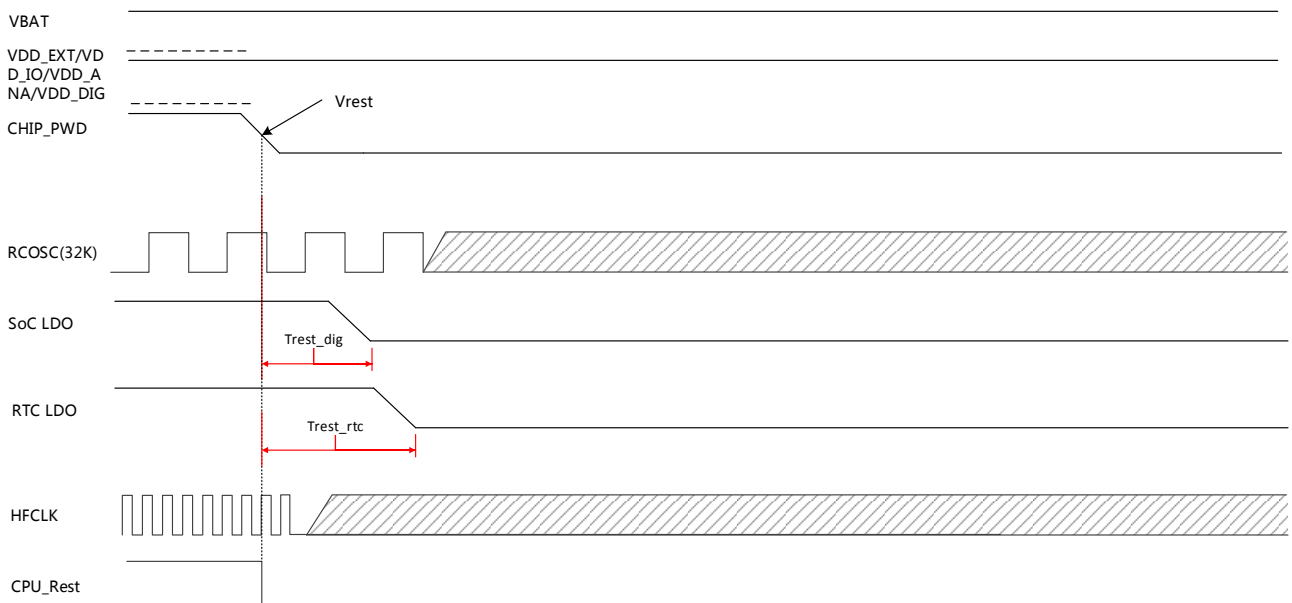 VBAT
VDD_EXT/VD
D_IO/VDD_A
NA/VDD_DIG
Vrest
CHIP_PWD
RCOSC(32K)
SoC LDO
Trest_dig
RTC LDO
Trest_rtc
HFCLK
CPU_Rest